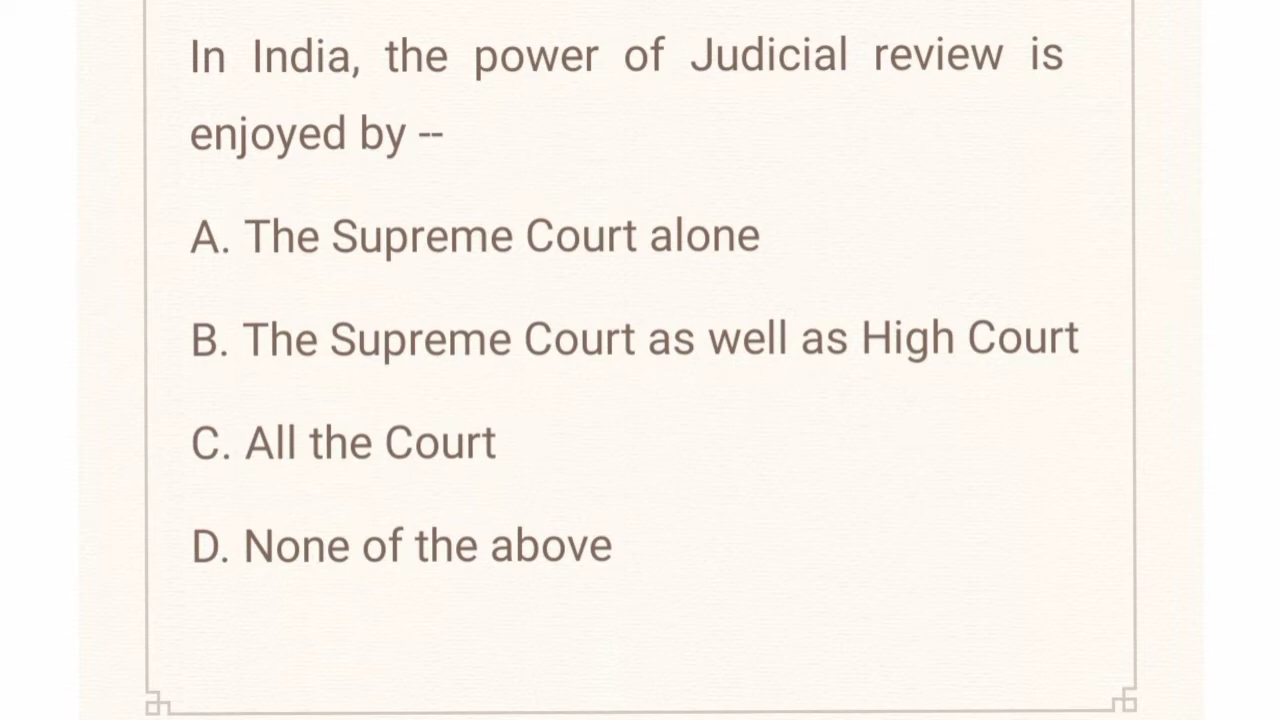 In India, the power of Judicial review is
enjoyed by --
A. The Supreme Court alone
B. The Supreme Court as well as High Court
C. All the Court
D. None of the above